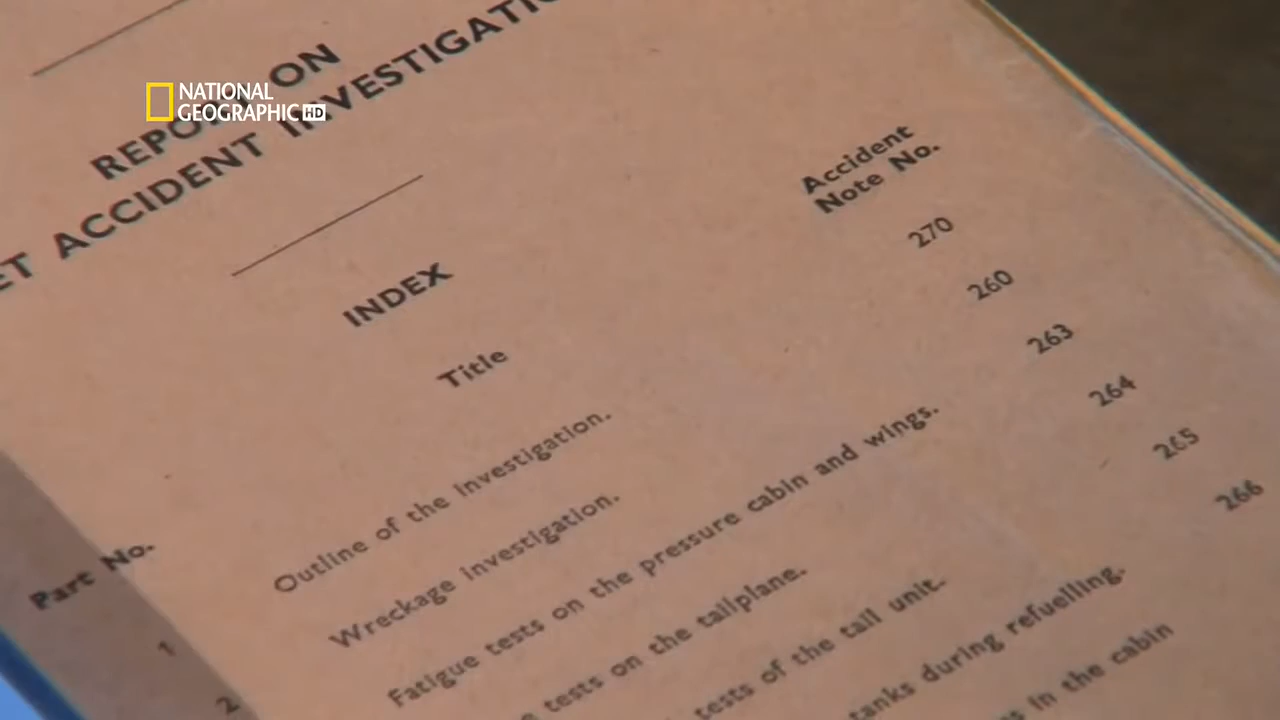 NATIONAL
GEOGRAPHIC HD
REPORT ON
ET ACCIDENT INVESTIGATIO
INDEX
Part No.
Title
Accident
Note No.
1
Outline of the investigation.
270
2
Wreckage investigation.
260
Fatigue tests on the pressure cabin and wings.
263
tests on the tailplane.
264
tests of the tail unit.
265
tanks during refuelling.
266
in the cabin